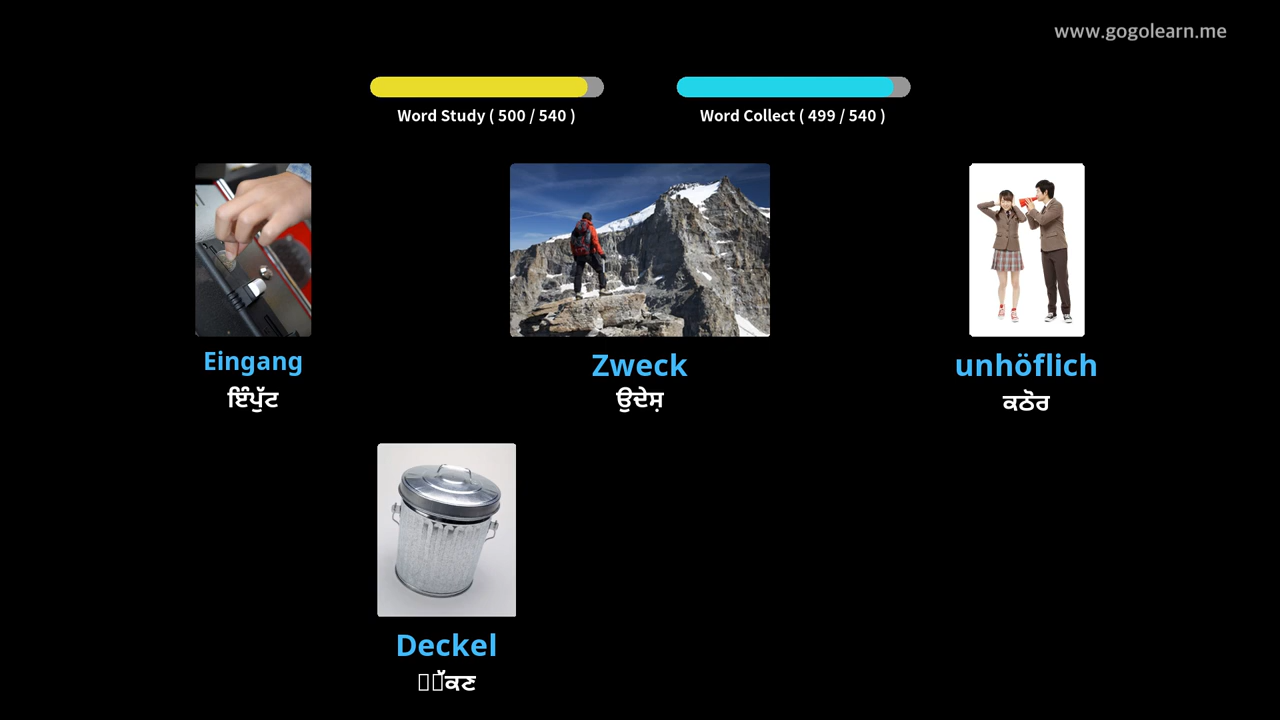 www.gogolearn.me
Word Study ( 500 / 540 )
Word Collect ( 499 / 540 )
Eingang
ਇੰਪੁੱਟ
Zweck
ਉਦੇਸ਼
unhöflich
ਕਠੋਰ
Deckel